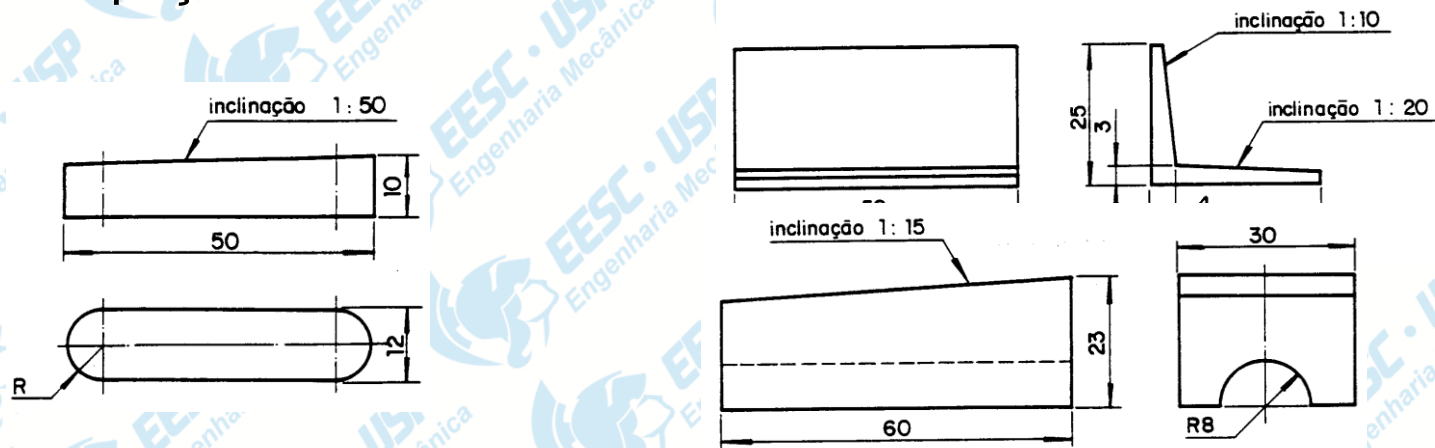 inclinação 1:50
10
50
12
R
inclinação 1:10
25
3
inclinação 1:20
inclinação 1:15
23
60
30
R8
EESC • USP
Engenharia Mecânica